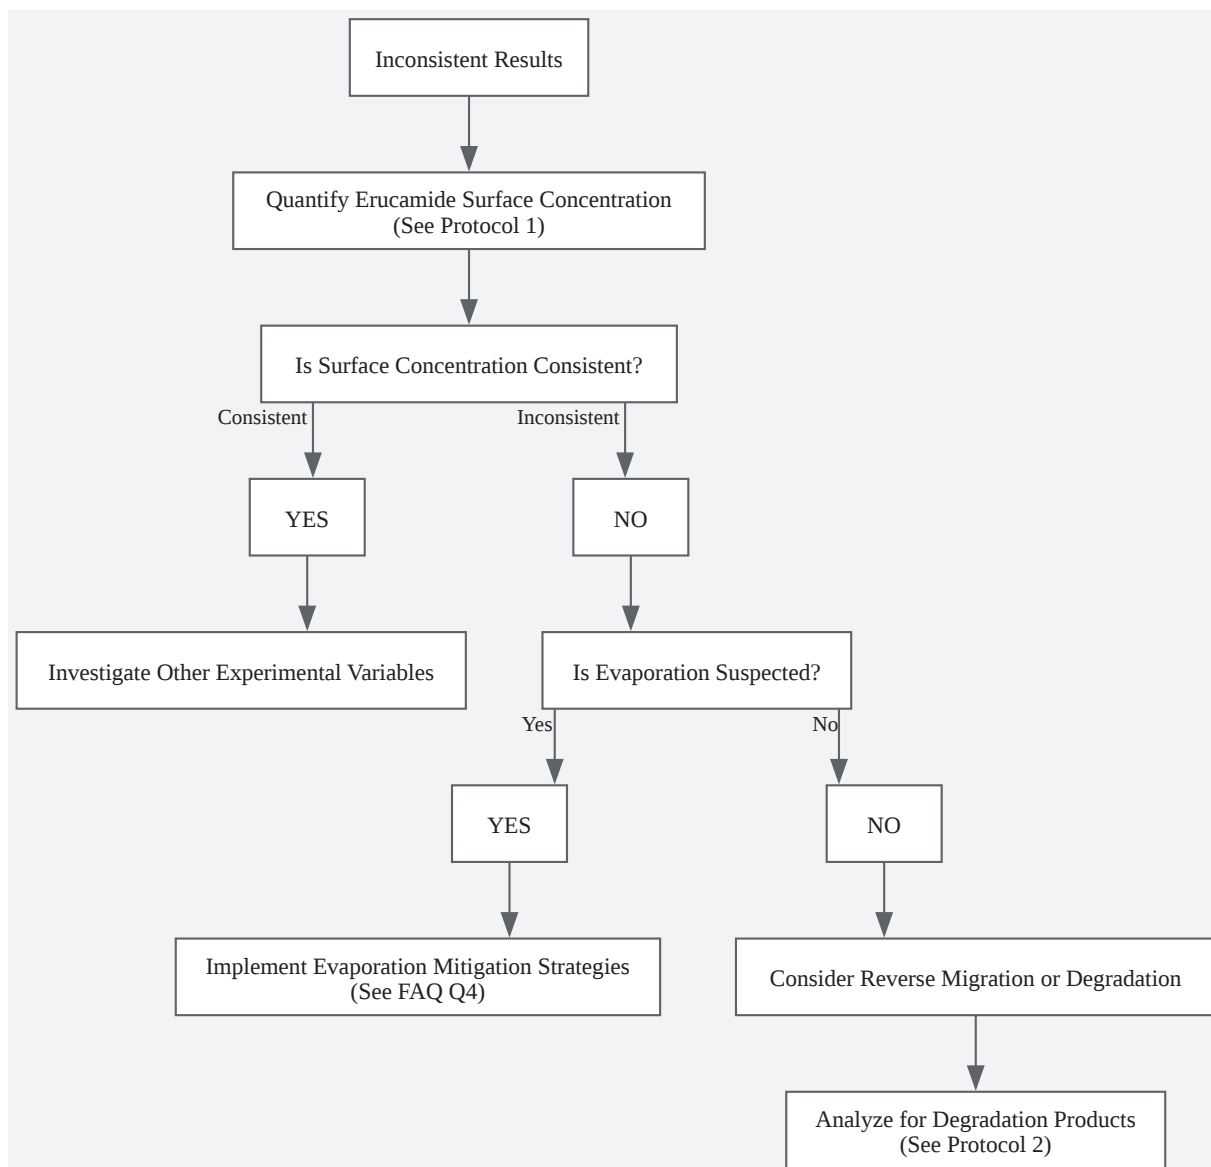 Inconsistent Results
Quantify Erucamide Surface Concentration
(See Protocol 1)
Is Surface Concentration Consistent?
Consistent
Inconsistent
YES
NO
Investigate Other Experimental Variables
Is Evaporation Suspected?
Yes
No
YES
NO
Implement Evaporation Mitigation Strategies
(See FAQ Q4)
Consider Reverse Migration or Degradation
Analyze for Degradation Products
(See Protocol 2)